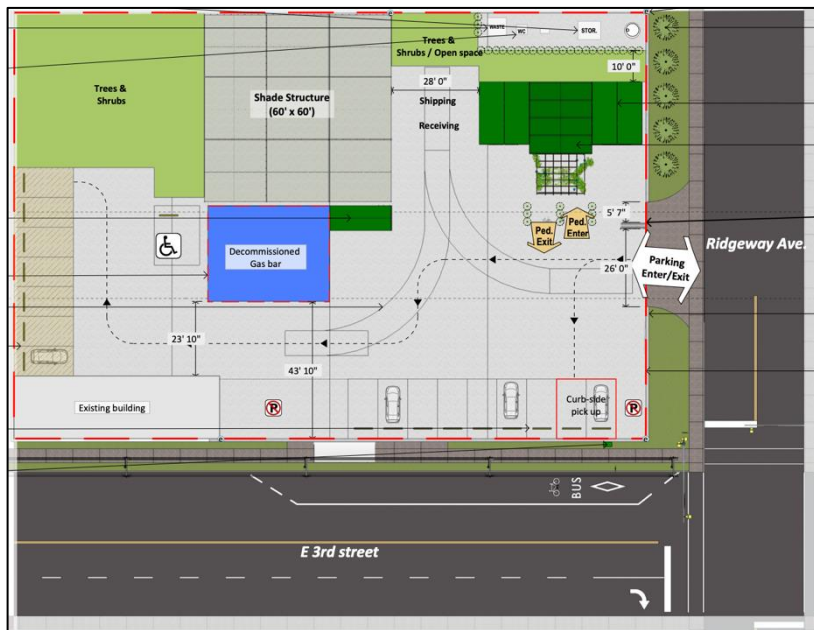 WASTE
WC
STOR.
Trees &
Shrubs / Open space
10' 0"
28' 0"
Trees &
Shrubs
Shade Structure
(60' x 60')
Shipping
Receiving
5' 7"
Ped.
Exit
Ped.
Enter
Ridgeway Ave.
Decommissioned
Gas bar
Parking
Enter/Exit
26' 0"
23' 10"
43' 10"
Existing building
P
Curb-side
pick up
P
BUS
E 3rd street